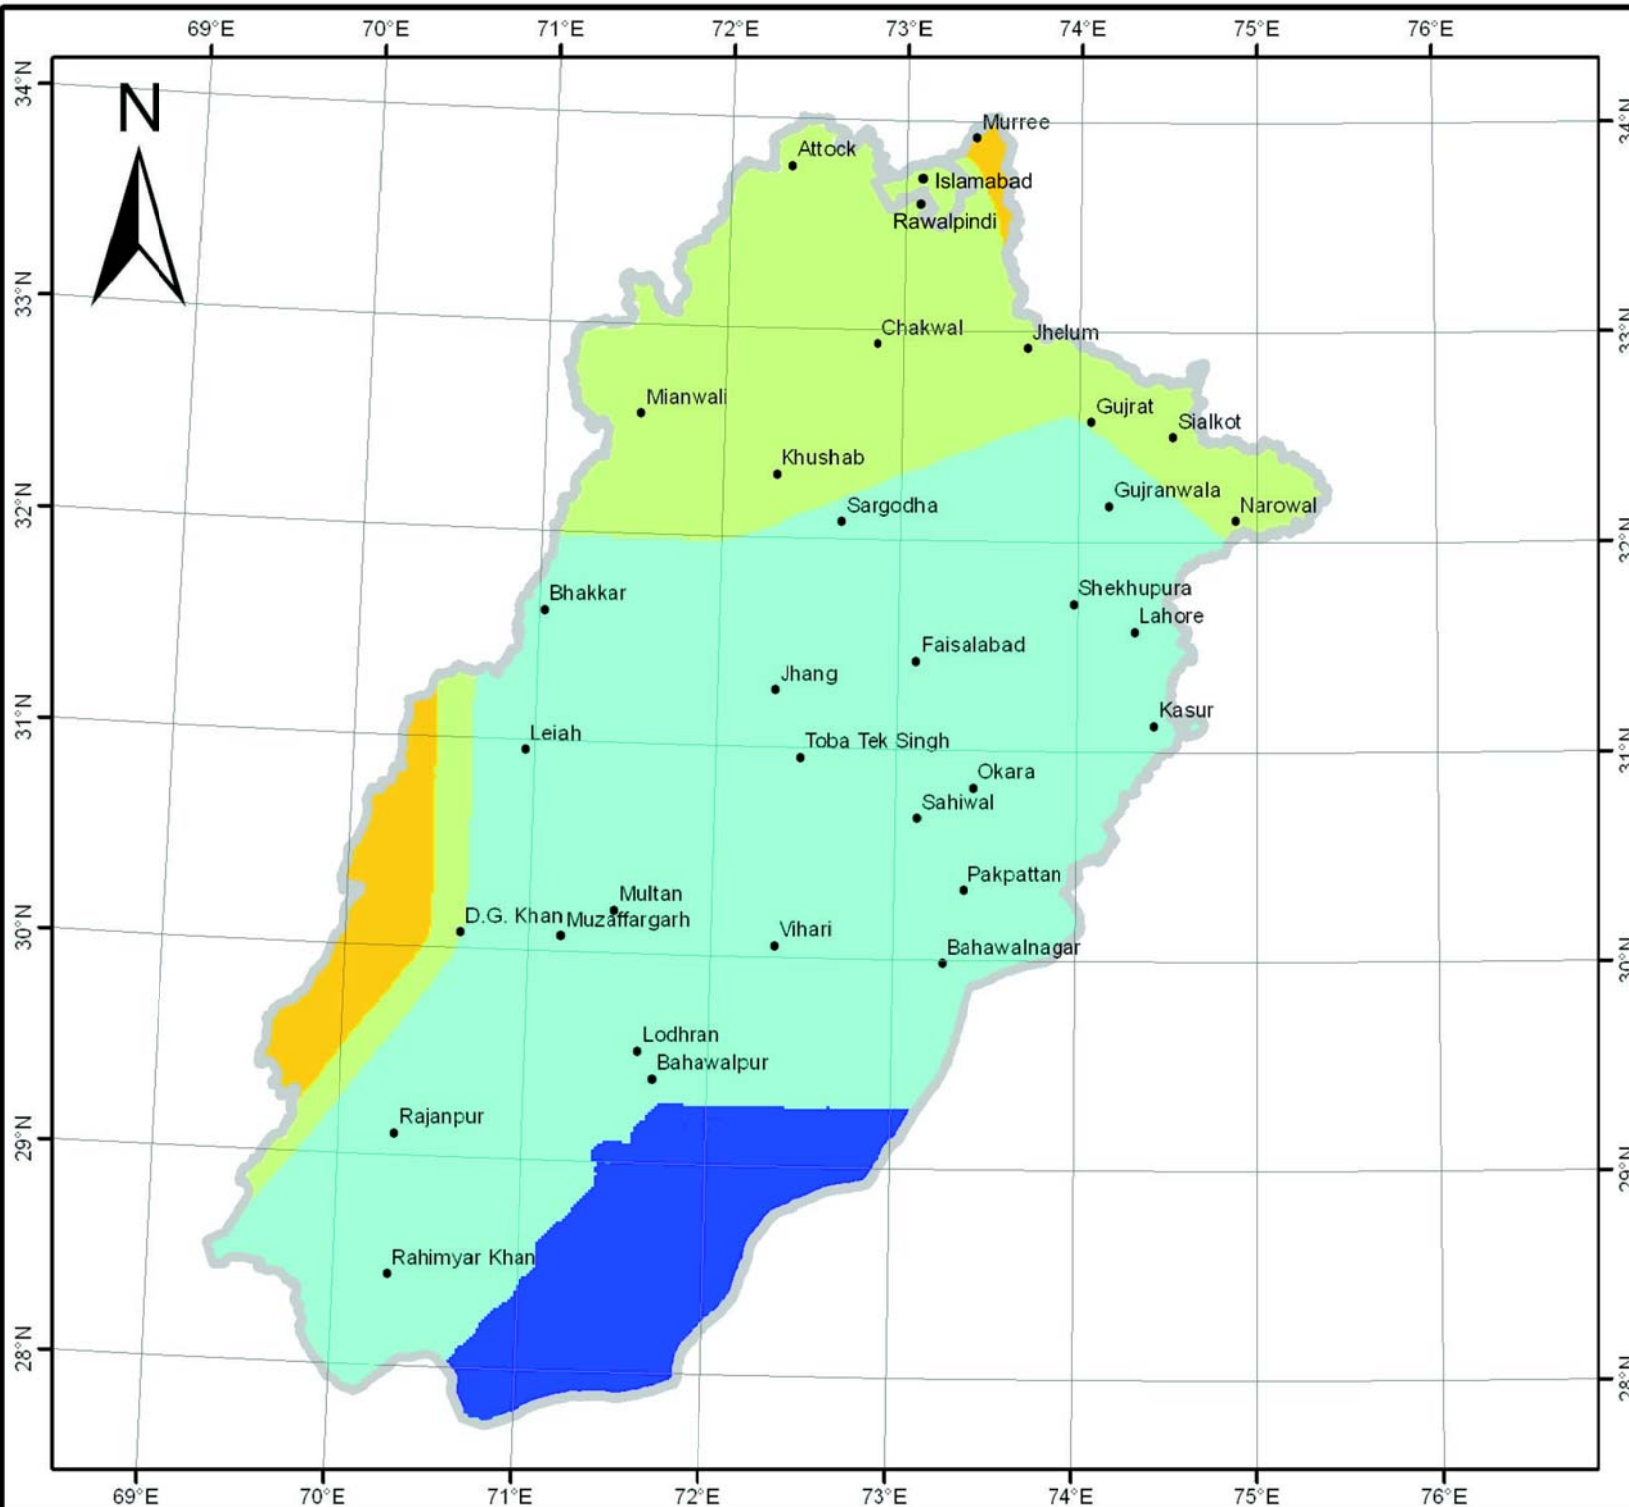 69°E 70°E 71°E 72°E 73°E 74°E 75°E 76°E
34°N
N
34°N
Murree
Attock
Islamabad
Rawalpindi
33°N
33°N
Chakwal
Jhelum
Mianwali
Gujrat
Sialkot
Khushab
32°N
Sargodha
Gujranwala
Narowal
32°N
Bhakkar
Shekhupura
Lahore
Faisalabad
Jhang
31°N
Leiah
Toba Tek Singh
Kasur
31°N
Okara
Sahiwal
Pakpattan
Multan
30°N
D.G. Khan
Muzaffargarh
Vihari
Bahawalnagar
30°N
Lodhran
Bahawalpur
Rajanpur
29°N
29°N
Rahimyar Khan
28°N
28°N
69°E 70°E 71°E 72°E 73°E 74°E 75°E 76°E